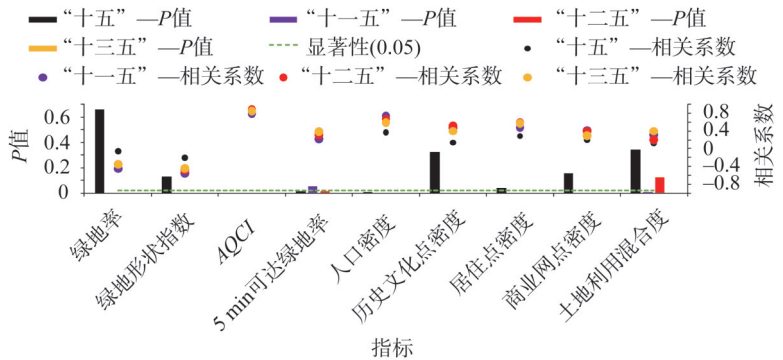 “十五”—P值 “十一五”—P值 “十二五”—P值
“十三五”—P值 显著性(0.05) “十五”—相关系数
“十一五”—相关系数 “十二五”—相关系数 “十三五”—相关系数
P值
0.6
0.4
0.2
0
0.8
0.4
0
–0.4
–0.8
相关系数
绿地率
绿地形状指数
AQCI
5 min可达绿地率
人口密度
历史文化点密度
居住点密度
商业网点密度
土地利用混合度
指标